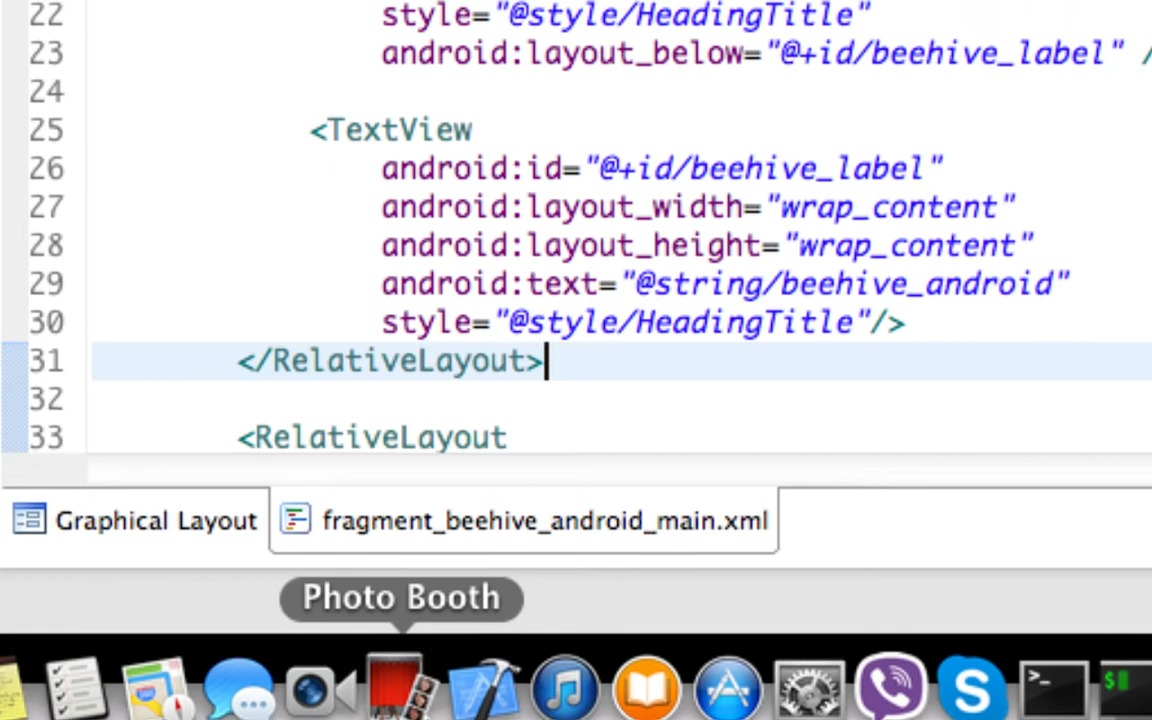 22 style="@style/HeadingTitle"
23 android:layout_below="@+id/beehive_label" /
24
25 <TextView
26 android:id="@+id/beehive_label"
27 android:layout_width="wrap_content"
28 android:layout_height="wrap_content"
29 android:text="@string/beehive_android"
30 style="@style/HeadingTitle"/>
31 </RelativeLayout>
32
33 <RelativeLayout
Graphical Layout fragment_beehive_android_main.xml
Photo Booth
>_ $